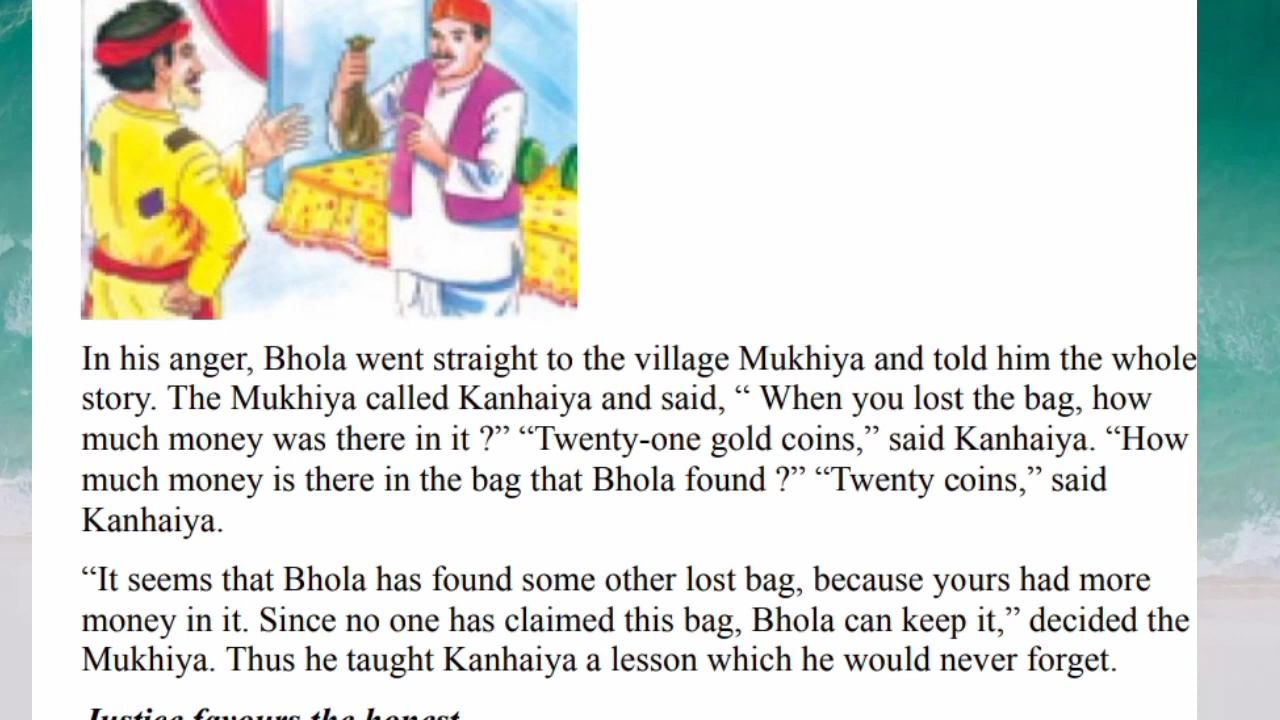 In his anger, Bhola went straight to the village Mukhiya and told him the whole
story. The Mukhiya called Kanhaiya and said, “ When you lost the bag, how
much money was there in it ?” “Twenty-one gold coins,” said Kanhaiya. “How
much money is there in the bag that Bhola found ?” “Twenty coins,” said
Kanhaiya.
“It seems that Bhola has found some other lost bag, because yours had more
money in it. Since no one has claimed this bag, Bhola can keep it,” decided the
Mukhiya. Thus he taught Kanhaiya a lesson which he would never forget.
Justice favours the honest